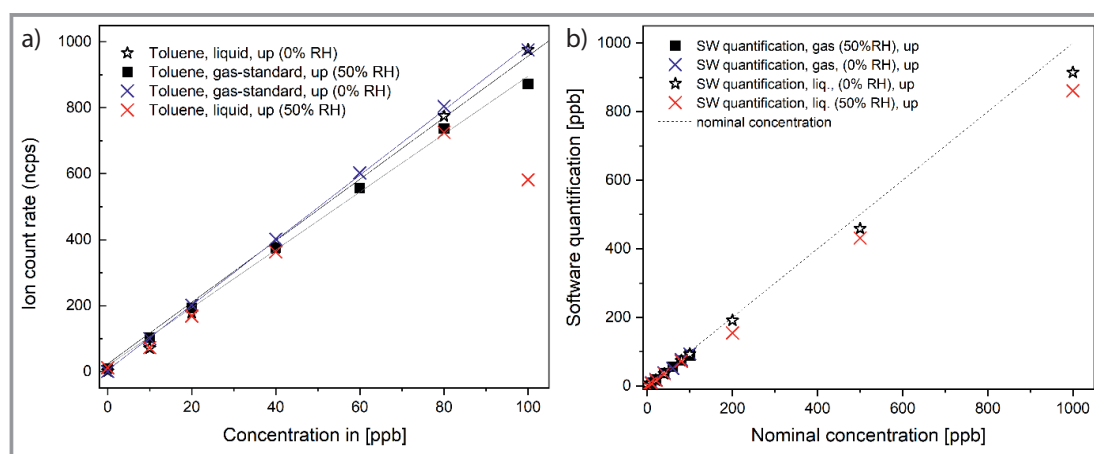 a)
Toluene, liquid, up (0% RH)
Toluene, gas-standard, up (50% RH)
Toluene, gas-standard, up (0% RH)
Toluene, liquid, up (50% RH)
Ion count rate (ncps)
1000
800
600
400
200
0
0 20 40 60 80 100
Concentration in [ppb]
b)
SW quantification, gas (50%RH), up
SW quantification, gas, (0% RH), up
SW quantification, liq., (0% RH), up
SW quantification, liq. (50% RH), up
nominal concentration
Software quantification [ppb]
1000
800
600
400
200
0
0 200 400 600 800 1000
Nominal concentration [ppb]